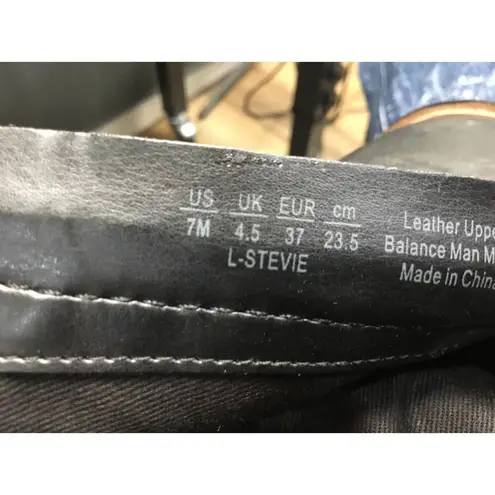 US UK EUR cm
7M 4.5 37 23.5
L-STEVIE
Leather Uppe
Balance Man M
Made in China